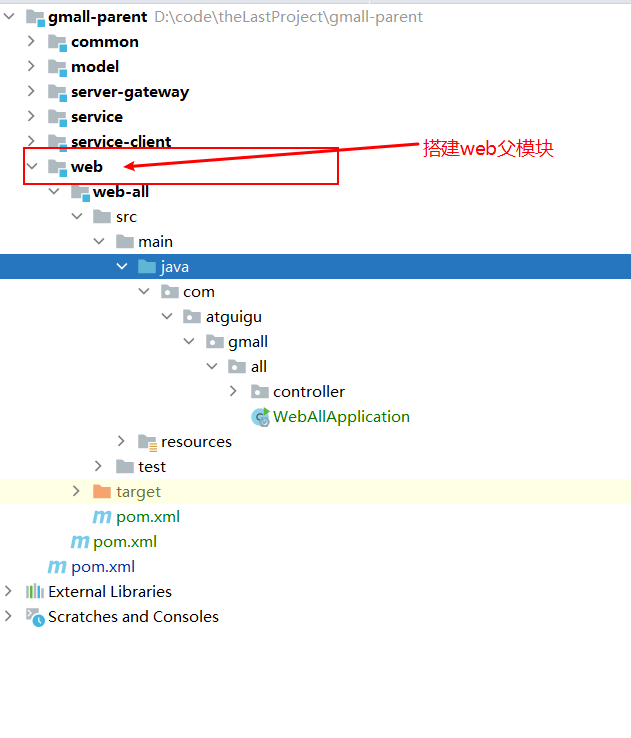 gmall-parent D:\code\theLastProject\gmall-parent
common
model
server-gateway
service
service-client
web
搭建web父模块
web-all
src
main
java
com
atguigu
gmall
all
controller
WebAllApplication
resources
test
target
m pom.xml
m pom.xml
m pom.xml
External Libraries
Scratches and Consoles